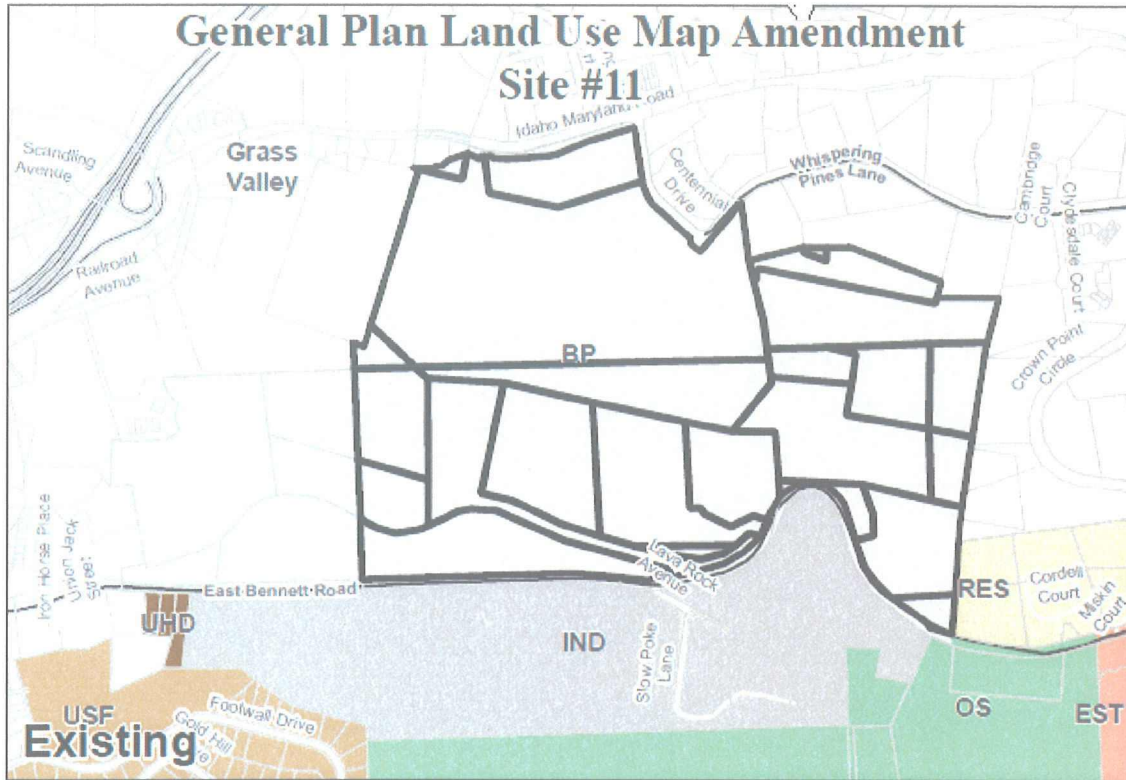 General Plan Land Use Map Amendment
Site #11
Idaho Maryland Road
Scandling
Avenue
Grass
Valley
Centennial
Drive
Whispering
Pines Lane
Cambridge
Court
Clydesdale Court
Railroad
Avenue
BP
Crown Point
Circle
Iron Horse Place
Union Jack
Street
East Bennett Road
Lava Rock
Avenue
RES
Cordell
Court
Miskin
Court
UHD
IND
Slow Poke
Lane
OS
EST
USF
Footwall Drive
Gold Hill
Existing